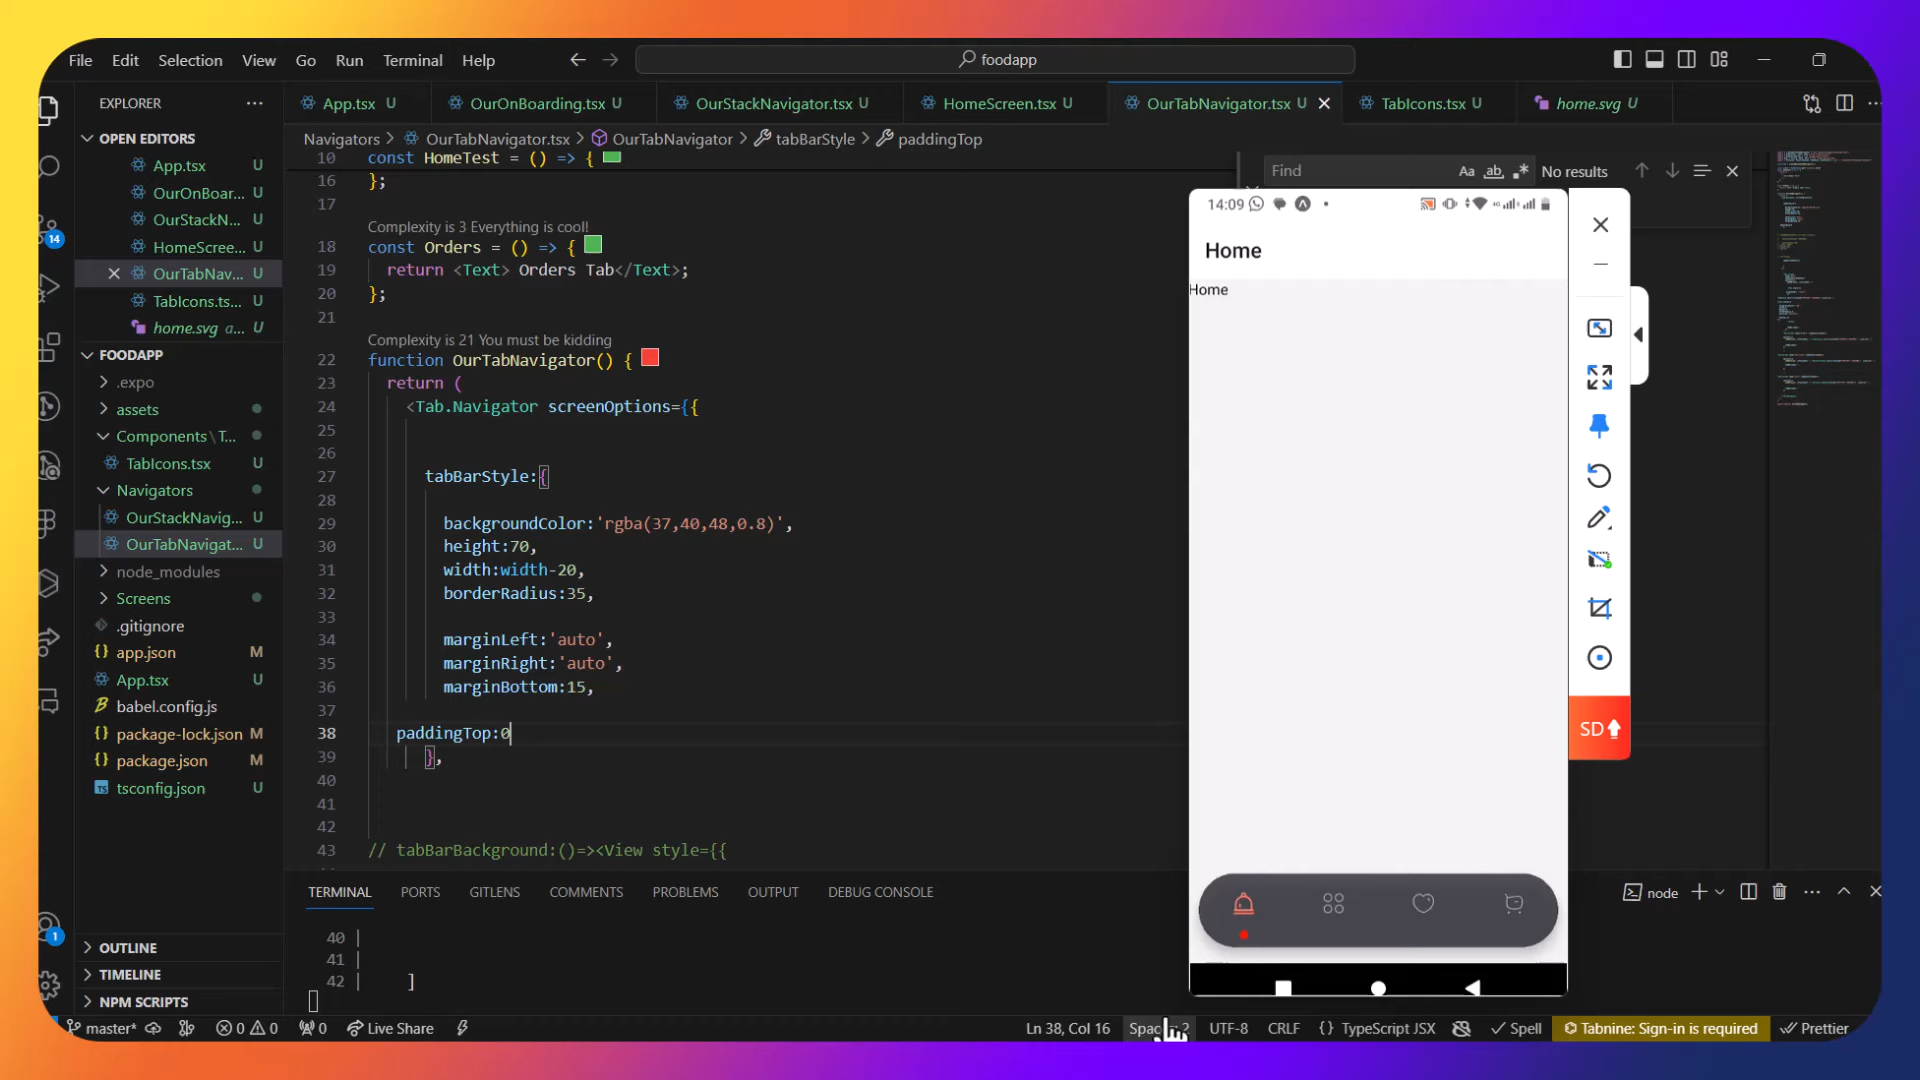 File Edit Selection View Go Run Terminal Help
foodapp
EXPLORER
App.tsx U
OurOnBoarding.tsx U
OurStackNavigator.tsx U
HomeScreen.tsx U
OurTabNavigator.tsx U
TabIcons.tsx U
home.svg U
Navigators > OurTabNavigator.tsx > OurTabNavigator > tabBarStyle > paddingTop
OPEN EDITORS
App.tsx U
OurOnBoar... U
OurStackN... U
HomeScree... U
OurTabNav... U
TabIcons.ts... U
home.svg a... U
FOODAPP
.expo
assets
Components\T...
TabIcons.tsx U
Navigators
OurStackNavig... U
OurTabNavigat... U
node_modules
Screens
.gitignore
app.json M
App.tsx U
babel.config.js
package-lock.json M
package.json M
tsconfig.json U
OUTLINE
TIMELINE
NPM SCRIPTS
14
1
10 const HomeTest = () => {
16 };
17
Complexity is 3 Everything is cool!
18 const Orders = () => {
19 return <Text> Orders Tab</Text>;
20 };
21
Complexity is 21 You must be kidding
22 function OurTabNavigator() {
23 return (
24 <Tab.Navigator screenOptions={{
25
26
27 tabBarStyle:{
28
29 backgroundColor:'rgba(37,40,48,0.8)',
30 height:70,
31 width:width-20,
32 borderRadius:35,
33
34 marginLeft:'auto',
35 marginRight:'auto',
36 marginBottom:15,
37
38 paddingTop:0
39 },
40
41
42
43 // tabBarBackground:()=><View style={{
Find
Aa ab
No results
14:09
Home
Home
SD
TERMINAL PORTS GITLENS COMMENTS PROBLEMS OUTPUT DEBUG CONSOLE
node
40 |
41 |
42 | ]
master*
0 0
0
Live Share
Ln 38, Col 16
UTF-8
CRLF
{} TypeScript JSX
Spell
Tabnine: Sign-in is required
Prettier